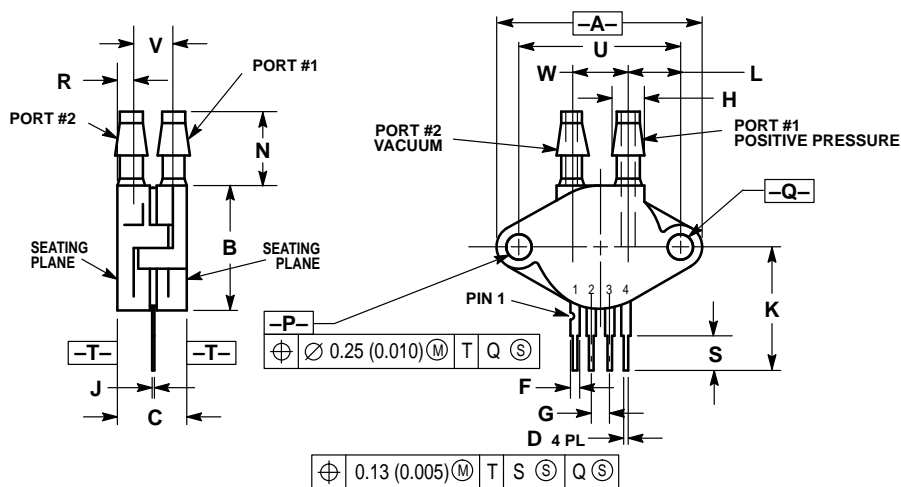 –A–
V
U
R
PORT #1
W
L
H
PORT #2
N
PORT #2
VACUUM
PORT #1
POSITIVE PRESSURE
–Q–
SEATING
PLANE
B
SEATING
PLANE
1 2 3 4
PIN 1
K
–P–
⌖ ∅ 0.25 (0.010) Ⓜ T Q Ⓢ
–T–
–T–
S
J
F
C
G
D 4 PL
⌖ 0.13 (0.005) Ⓜ T S Ⓢ Q Ⓢ